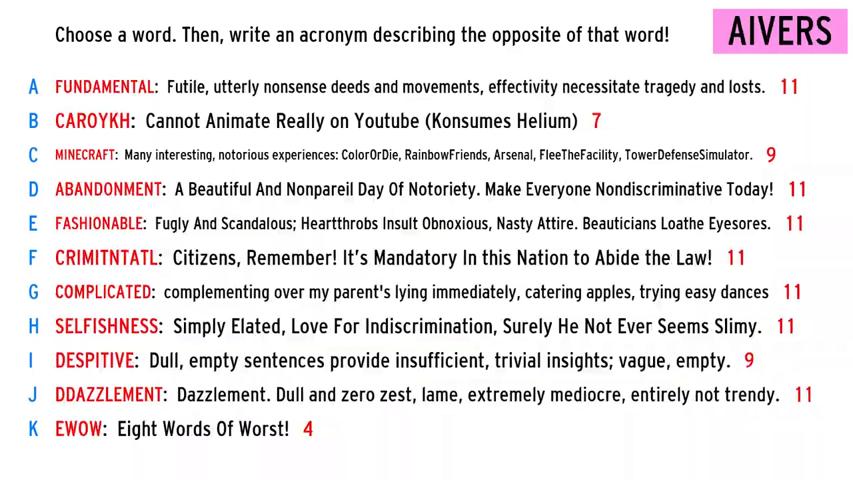 Choose a word. Then, write an acronym describing the opposite of that word!
AIVERS
A FUNDAMENTAL: Futile, utterly nonsense deeds and movements, effectivity necessitate tragedy and losts. 11
B CAROYKH: Cannot Animate Really on Youtube (Konsumes Helium) 7
C MINECRAFT: Many interesting, notorious experiences: ColorOrDie, RainbowFriends, Arsenal, FleeTheFacility, TowerDefenseSimulator. 9
D ABANDONMENT: A Beautiful And Nonpareil Day Of Notoriety. Make Everyone Nondiscriminative Today! 11
E FASHIONABLE: Fugly And Scandalous; Heartthrobs Insult Obnoxious, Nasty Attire. Beauticians Loathe Eyesores. 11
F CRIMITNTATL: Citizens, Remember! It's Mandatory In this Nation to Abide the Law! 11
G COMPLICATED: complementing over my parent's lying immediately, catering apples, trying easy dances 11
H SELFISHNESS: Simply Elated, Love For Indiscrimination, Surely He Not Ever Seems Slimy. 11
I DESPITIVE: Dull, empty sentences provide insufficient, trivial insights; vague, empty. 9
J DDAZZLEMENT: Dazzlement. Dull and zero zest, lame, extremely mediocre, entirely not trendy. 11
K EWOW: Eight Words Of Worst! 4